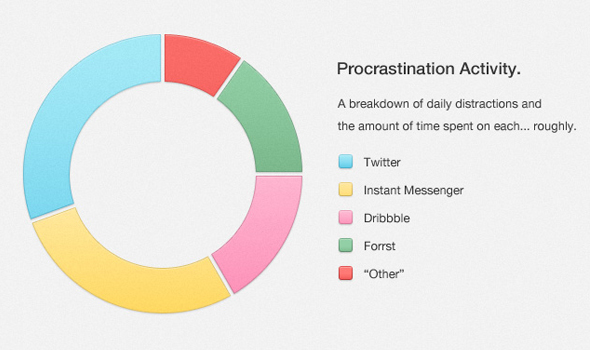 Procrastination Activity.
A breakdown of daily distractions and
the amount of time spent on each... roughly.
Twitter
Instant Messenger
Dribbble
Forrst
“Other”